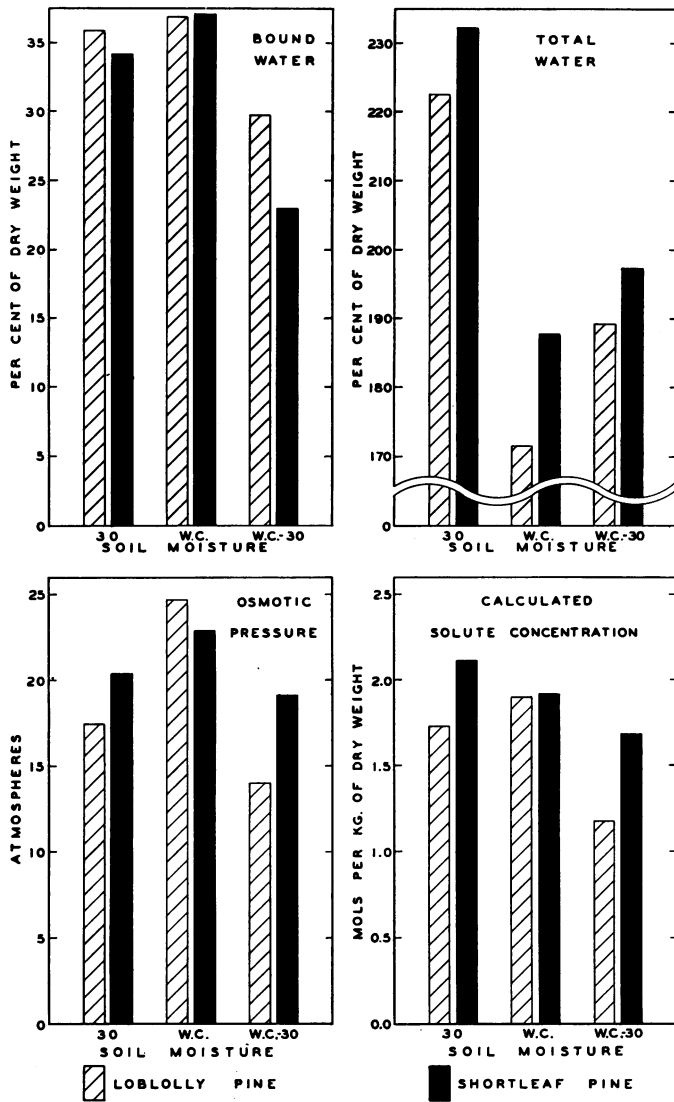 BOUND
WATER
PER CENT OF DRY WEIGHT
35
30
25
20
15
10
5
0
30 W.C. W.C.-30
SOIL MOISTURE
TOTAL
WATER
PER CENT OF DRY WEIGHT
230
220
210
200
190
180
170
0
30 W.C. W.C.-30
SOIL MOISTURE
OSMOTIC
PRESSURE
ATMOSPHERES
25
20
15
10
5
0
30 W.C. W.C.-30
SOIL MOISTURE
CALCULATED
SOLUTE CONCENTRATION
MOLS PER KG. OF DRY WEIGHT
2.5
2.0
1.5
1.0
0.5
0.0
30 W.C. W.C.-30
SOIL MOISTURE
LOBLOLLY PINE
SHORTLEAF PINE